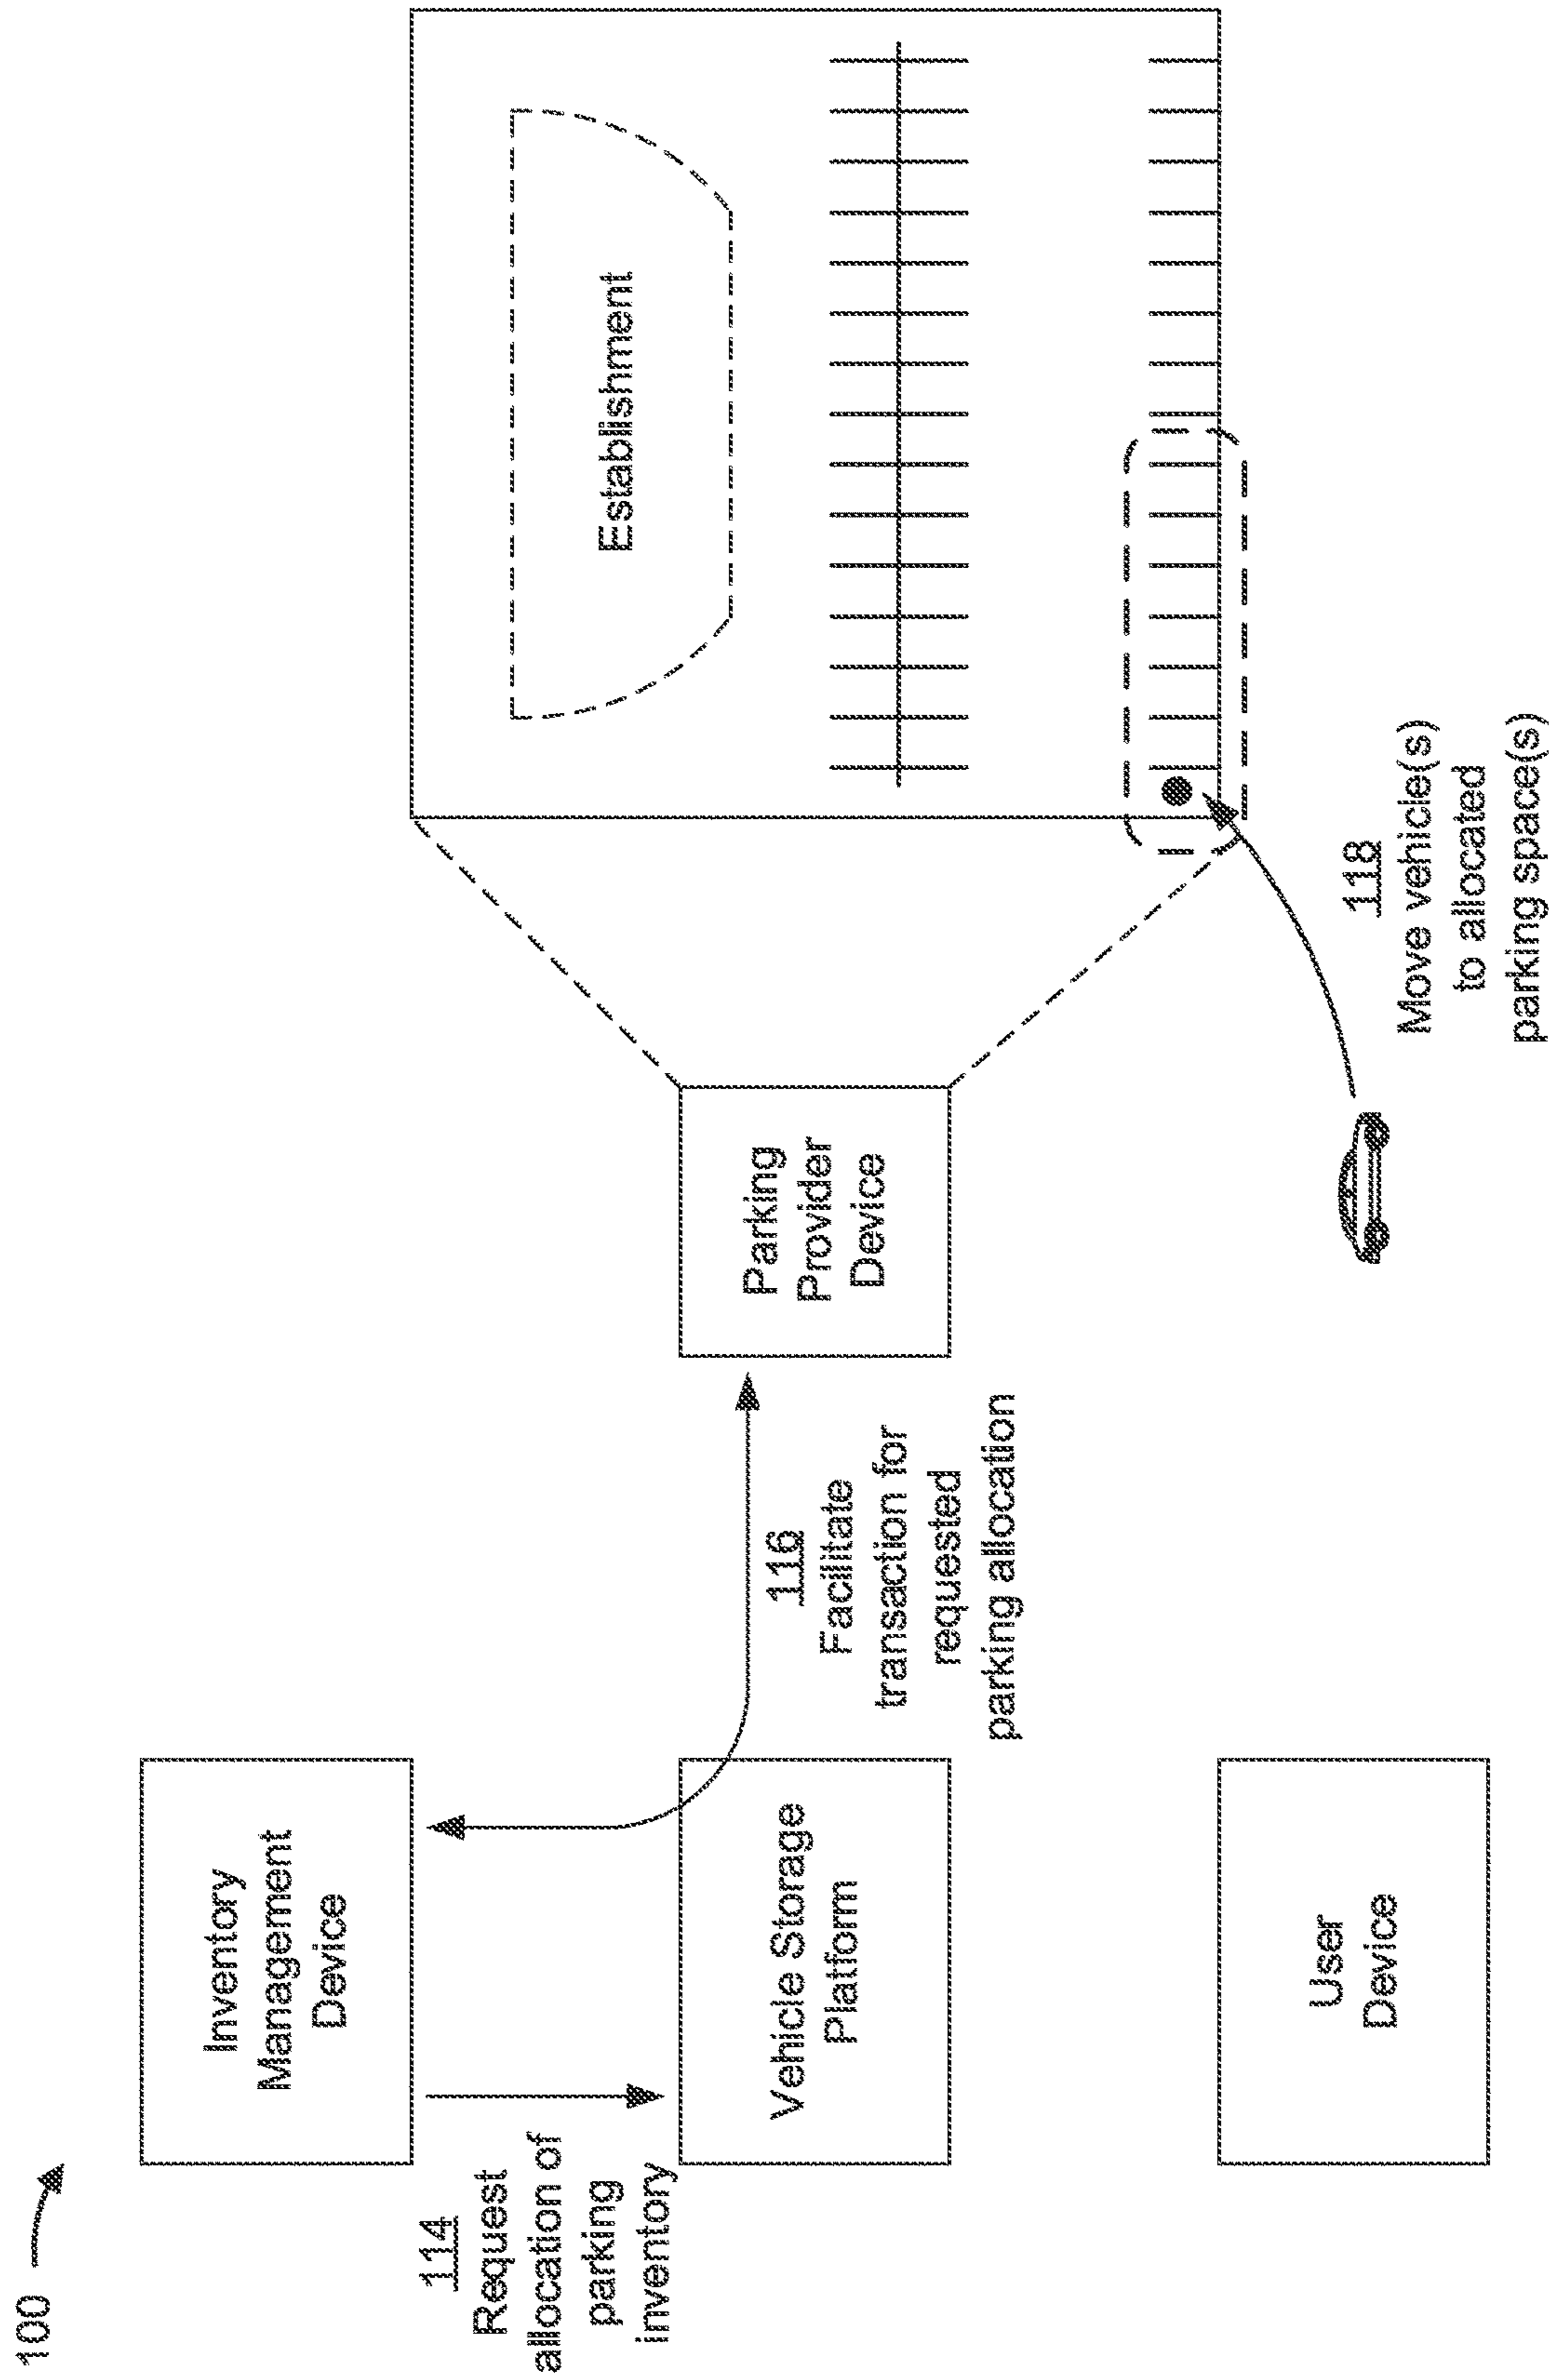 100
Inventory
Management
Device
114
Request
allocation of
parking
inventory
Vehicle Storage
Platform
116
Facilitate
transaction for
requested
parking allocation
Parking
Provider
Device
Establishment
User
Device
118
Move vehicle(s)
to allocated
parking space(s)